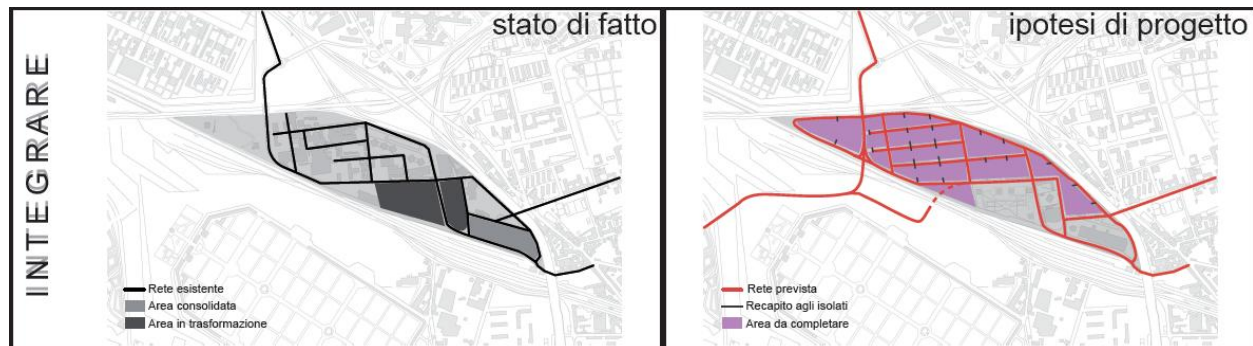 INTEGRARE
stato di fatto
Rete esistente
Area consolidata
Area in trasformazione
ipotesi di progetto
Rete prevista
Recapito agli isolati
Area da completare